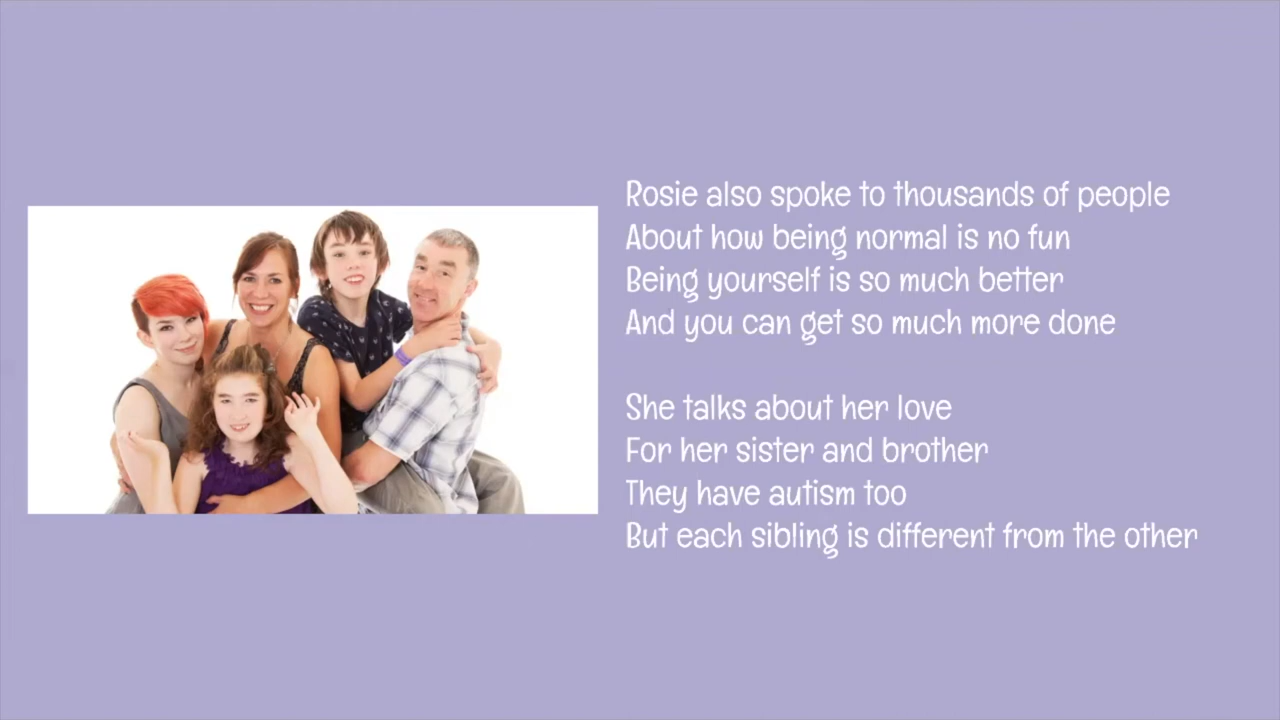 Rosie also spoke to thousands of people
About how being normal is no fun
Being yourself is so much better
And you can get so much more done
She talks about her love
For her sister and brother
They have autism too
But each sibling is different from the other